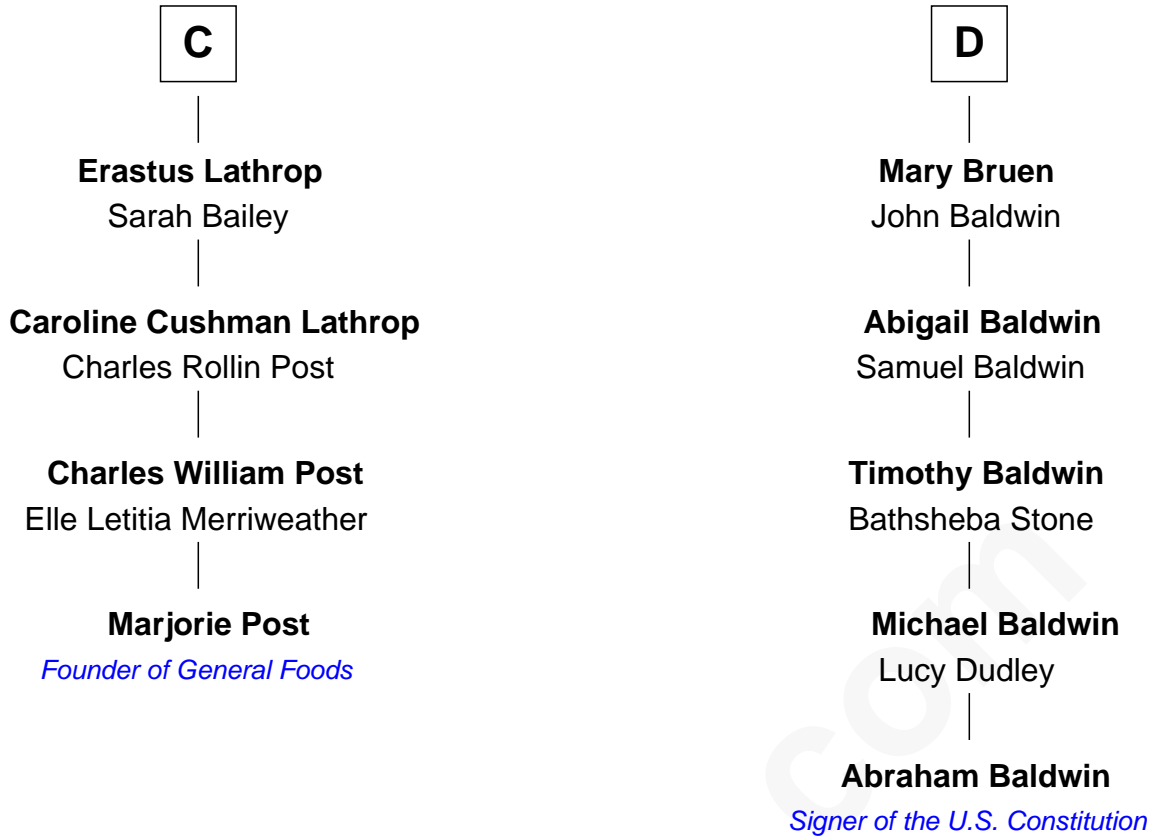 C
Erastus Lathrop
Sarah Bailey
Caroline Cushman Lathrop
Charles Rollin Post
Charles William Post
Elle Letitia Merriweather
Marjorie Post
Founder of General Foods
D
Mary Bruen
John Baldwin
Abigail Baldwin
Samuel Baldwin
Timothy Baldwin
Bathsheba Stone
Michael Baldwin
Lucy Dudley
Abraham Baldwin
Signer of the U.S. Constitution
com